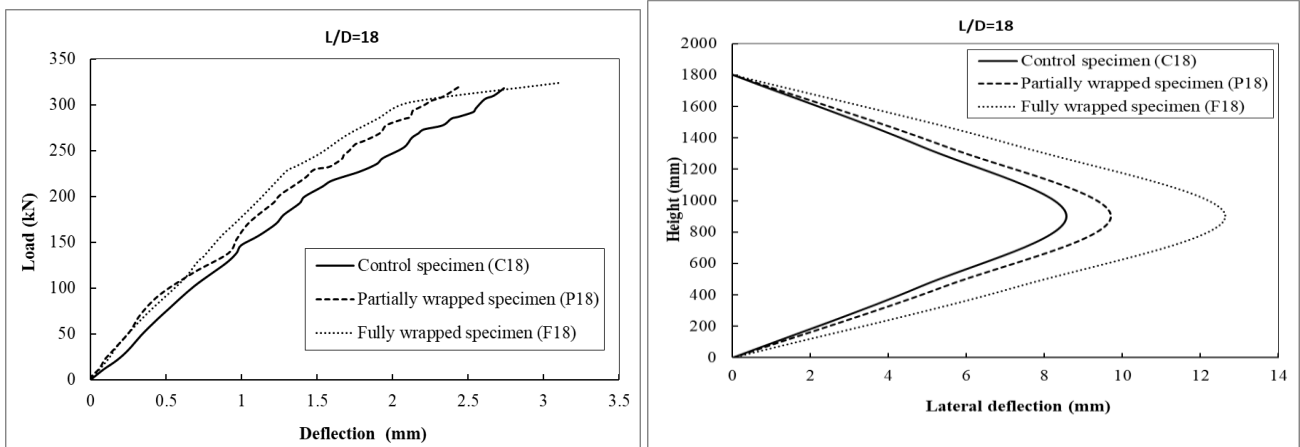 L/D=18
350
300
250
200
150
100
50
0
Load (kN)
Control specimen (C18)
Partially wrapped specimen (P18)
Fully wrapped specimen (F18)
0 0.5 1 1.5 2 2.5 3 3.5
Deflection (mm)
L/D=18
2000
1800
1600
1400
1200
1000
800
600
400
200
0
Height (mm)
Control specimen (C18)
Partially wrapped specimen (P18)
Fully wrapped specimen (F18)
0 2 4 6 8 10 12 14
Lateral deflection (mm)